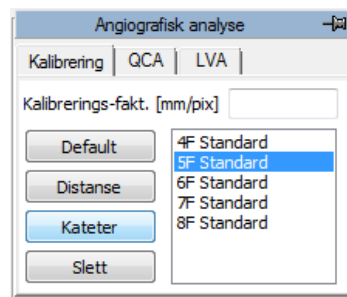 Angiografisk analyse
Kalibrering QCA LVA
Kalibrerings-fakt. [mm/pix]
Default
Distanse
Kateter
Slett
4F Standard
5F Standard
6F Standard
7F Standard
8F Standard